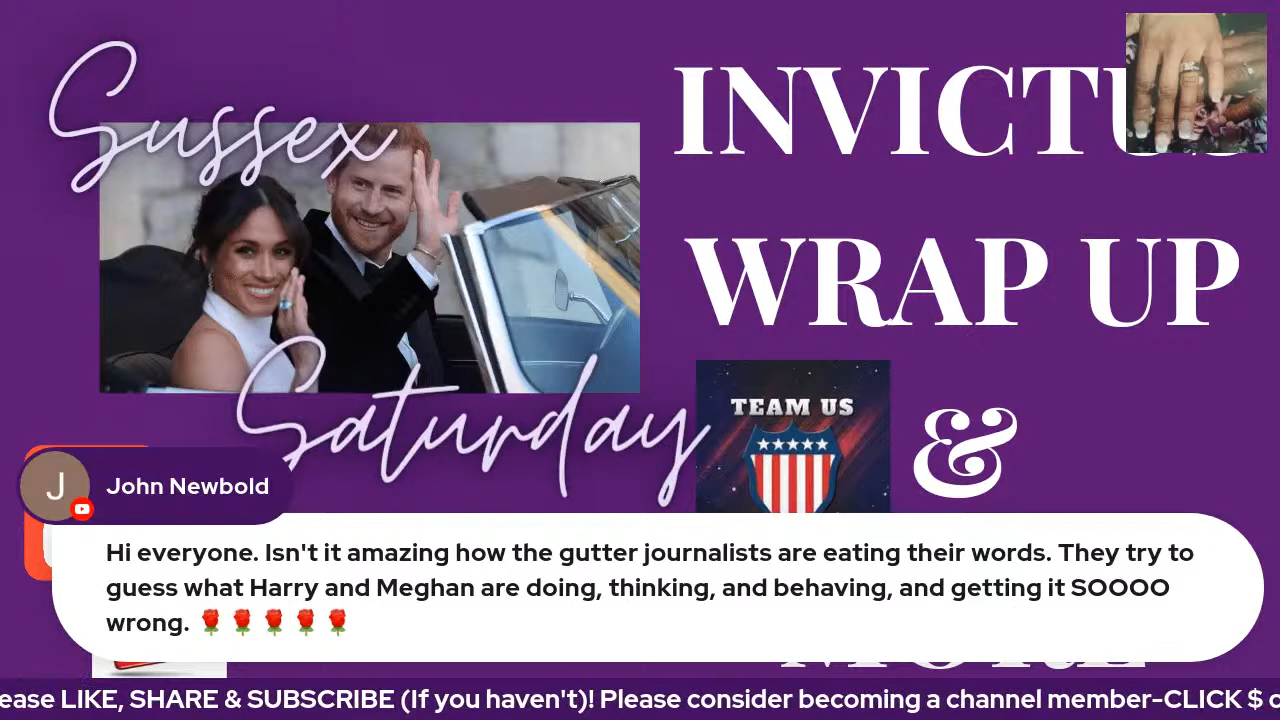 Sussex
INVICTUS
WRAP UP
Saturday
TEAM US
&
J
John Newbold
Hi everyone. Isn't it amazing how the gutter journalists are eating their words. They try to
guess what Harry and Meghan are doing, thinking, and behaving, and getting it SOOOO
wrong. 🌹🌹🌹🌹🌹
MORE
ease LIKE, SHARE & SUBSCRIBE (If you haven't)! Please consider becoming a channel member-CLICK $